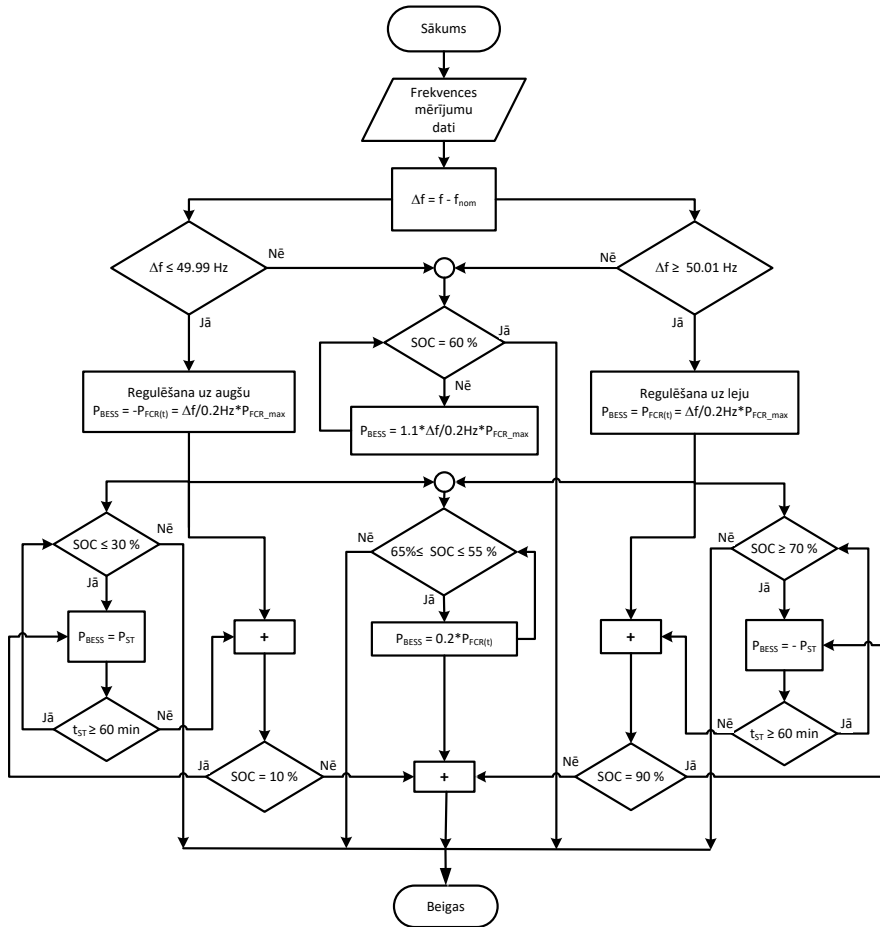 Sākums
Frekvences
mērījumu
dati
Δf = f - fnom
Δf ≤ 49.99 Hz
Nē
Nē
Δf ≥ 50.01 Hz
Jā
Jā
SOC = 60 %
Jā
Nē
Regulēšana uz augšu
PBESS = -PFCR(t) = Δf/0.2Hz*PFCR_max
PBESS = 1.1*Δf/0.2Hz*PFCR_max
Regulēšana uz leju
PBESS = PFCR(t) = Δf/0.2Hz*PFCR_max
SOC ≤ 30 %
Nē
Jā
Nē
65%≤ SOC ≤ 55 %
Jā
Nē
SOC ≥ 70 %
Jā
PBESS = PST
+
PBESS = 0.2*PFCR(t)
+
PBESS = - PST
Jā
tST ≥ 60 min
Nē
Nē
tST ≥ 60 min
Jā
Jā
SOC = 10 %
Nē
+
Nē
SOC = 90 %
Jā
Beigas